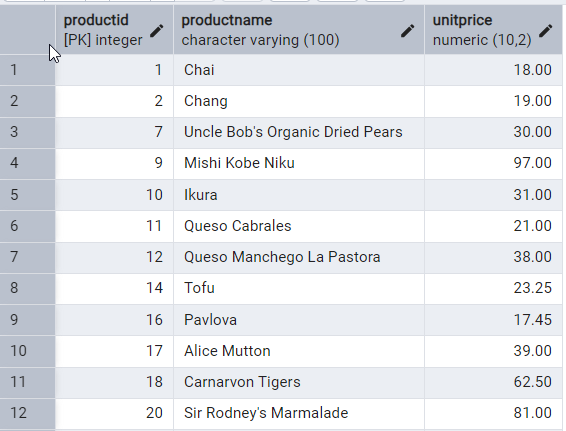 productid productname unitprice
[PK] integer character varying (100) numeric (10,2)
1 1 Chai 18.00
2 2 Chang 19.00
3 7 Uncle Bob's Organic Dried Pears 30.00
4 9 Mishi Kobe Niku 97.00
5 10 Ikura 31.00
6 11 Queso Cabrales 21.00
7 12 Queso Manchego La Pastora 38.00
8 14 Tofu 23.25
9 16 Pavlova 17.45
10 17 Alice Mutton 39.00
11 18 Carnarvon Tigers 62.50
12 20 Sir Rodney's Marmalade 81.00